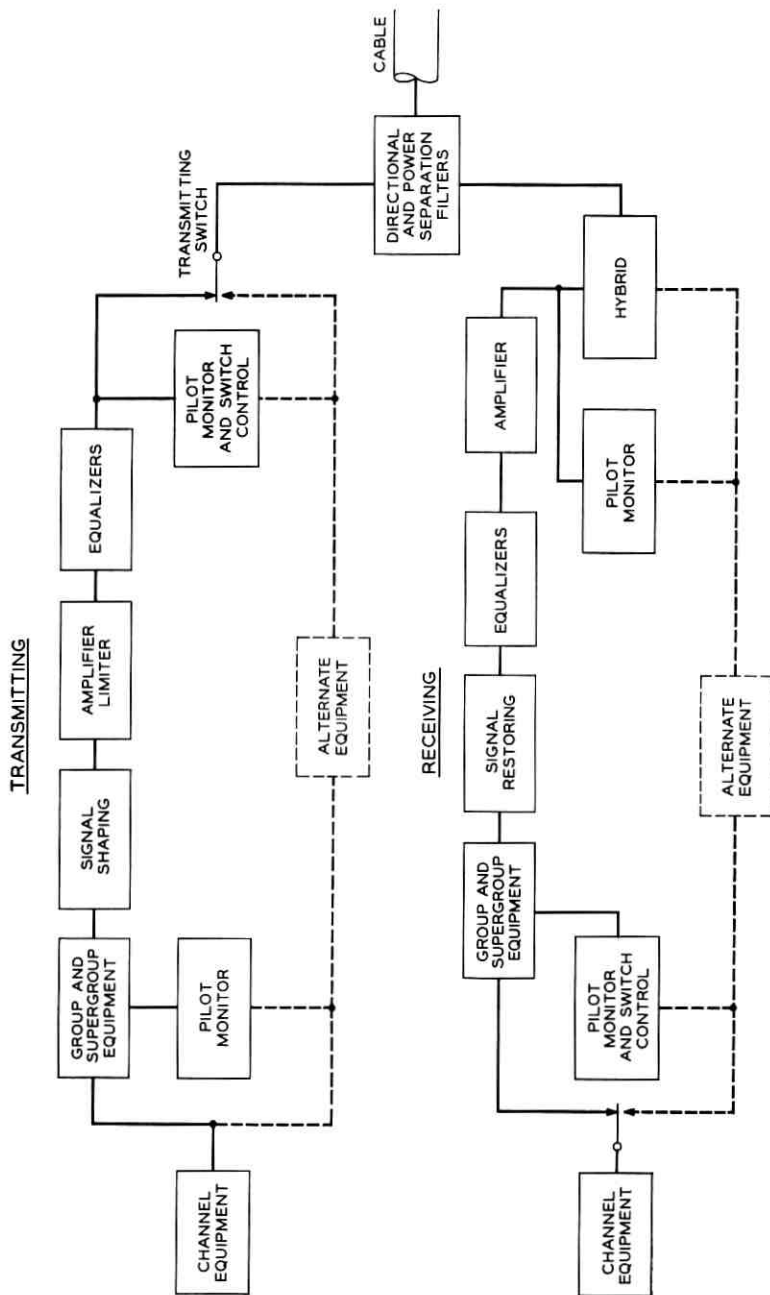 TRANSMITTING
CHANNEL
EQUIPMENT
GROUP AND
SUPERGROUP
EQUIPMENT
PILOT
MONITOR
SIGNAL
SHAPING
AMPLIFIER
LIMITER
EQUALIZERS
PILOT
MONITOR
AND SWITCH
CONTROL
TRANSMITTING
SWITCH
ALTERNATE
EQUIPMENT
DIRECTIONAL
AND POWER
SEPARATION
FILTERS
CABLE
RECEIVING
CHANNEL
EQUIPMENT
GROUP AND
SUPERGROUP
EQUIPMENT
PILOT
MONITOR
AND SWITCH
CONTROL
SIGNAL
RESTORING
EQUALIZERS
AMPLIFIER
PILOT
MONITOR
HYBRID
ALTERNATE
EQUIPMENT